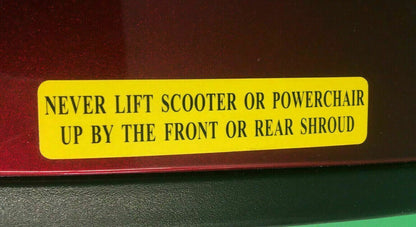 NEVER LIFT SCOOTER OR POWERCHAIR
UP BY THE FRONT OR REAR SHROUD